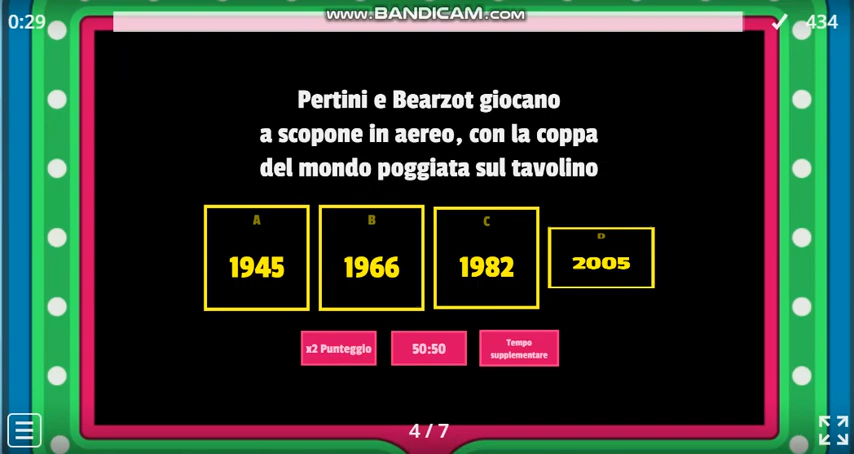 www.BANDICAM.com
0:29
434
Pertini e Bearzot giocano
a scopone in aereo, con la coppa
del mondo poggiata sul tavolino
A
1945
B
1966
C
1982
D
2005
x2 Punteggio
50:50
Tempo
supplementare
4 / 7